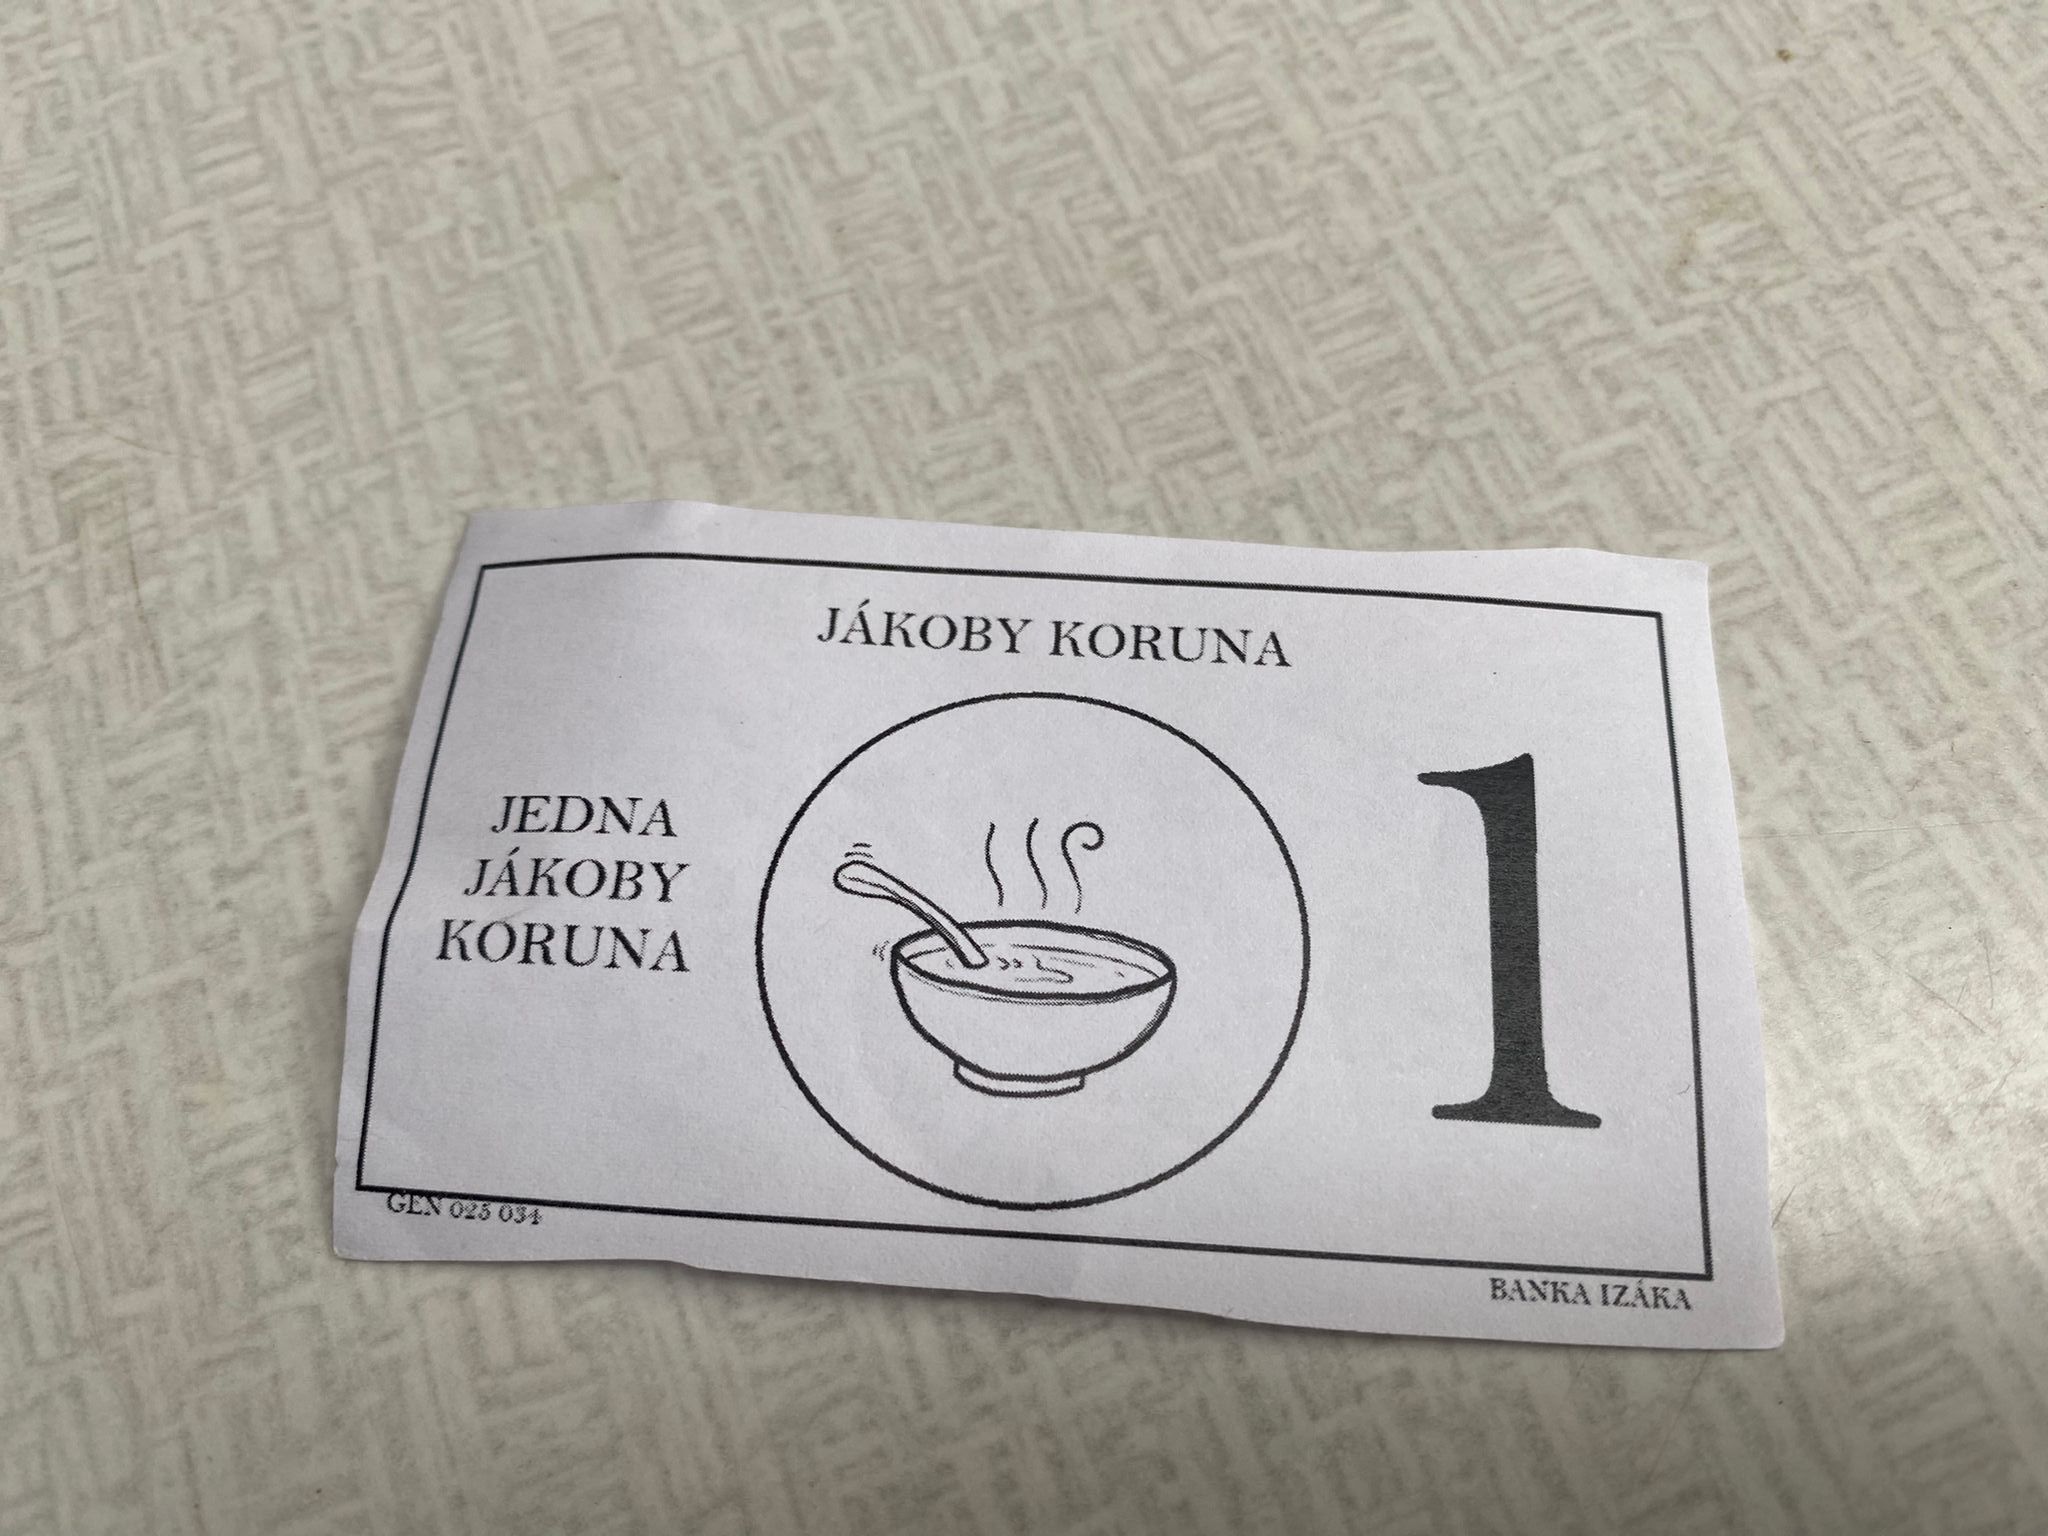 JÁKOBY KORUNA
JEDNA
JÁKOBY
KORUNA
1
GEN 025 034
BANKA IZÁKA